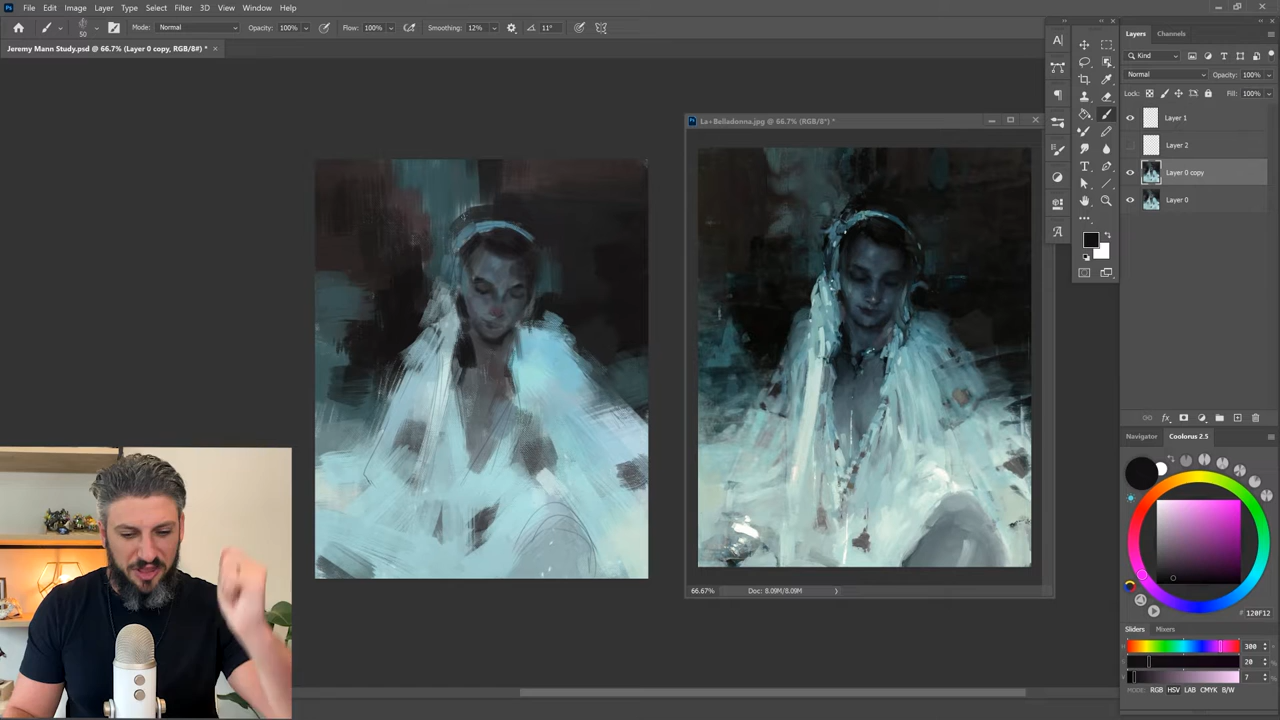 File Edit Image Layer Type Select Filter 3D View Window Help
50 Mode: Normal Opacity: 100% Flow: 100% Smoothing: 12% 11°
Jeremy Mann Study.psd @ 66.7% (Layer 0 copy, RGB/8#) *
La+Belladonna.jpg @ 66.7% (RGB/8*) *
66.67% Doc: 8.09M/8.09M
Layers Channels
Kind
Normal Opacity: 100%
Lock: Fill: 100%
Layer 1
Layer 2
Layer 0 copy
Layer 0
Navigator Coolorus 2.5
# 120F12
Sliders Mixers
H 300
S 20 %
V 7 %
MODE: RGB HSV LAB CMYK B/W